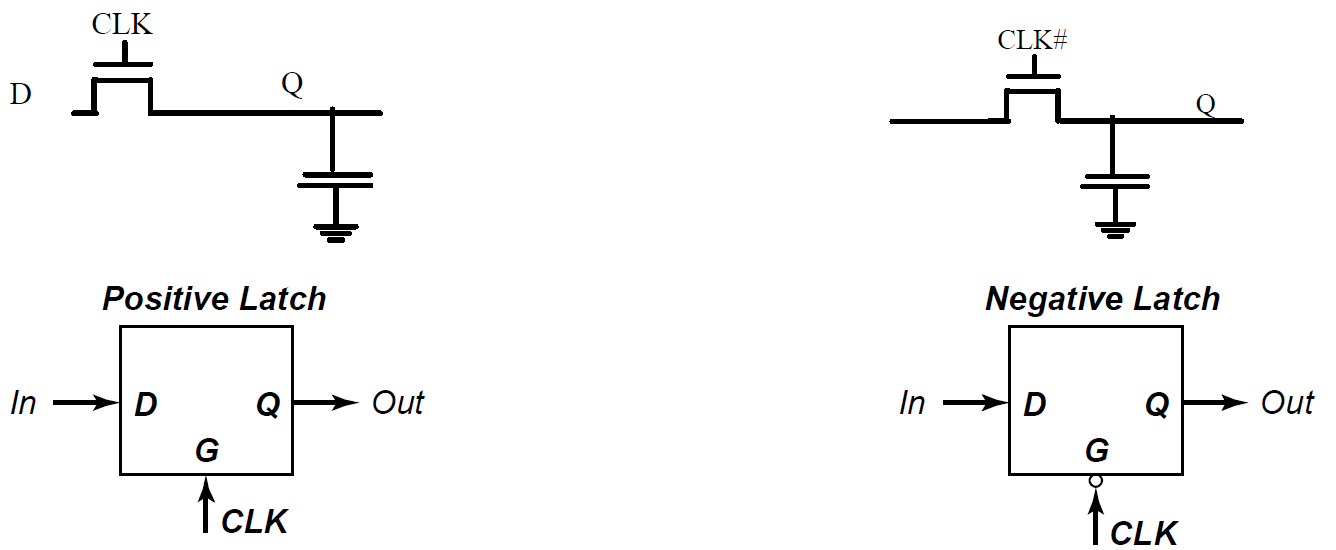 CLK
D
Q
CLK#
Q
Positive Latch
In
D
Q
Out
G
CLK
Negative Latch
In
D
Q
Out
G
CLK